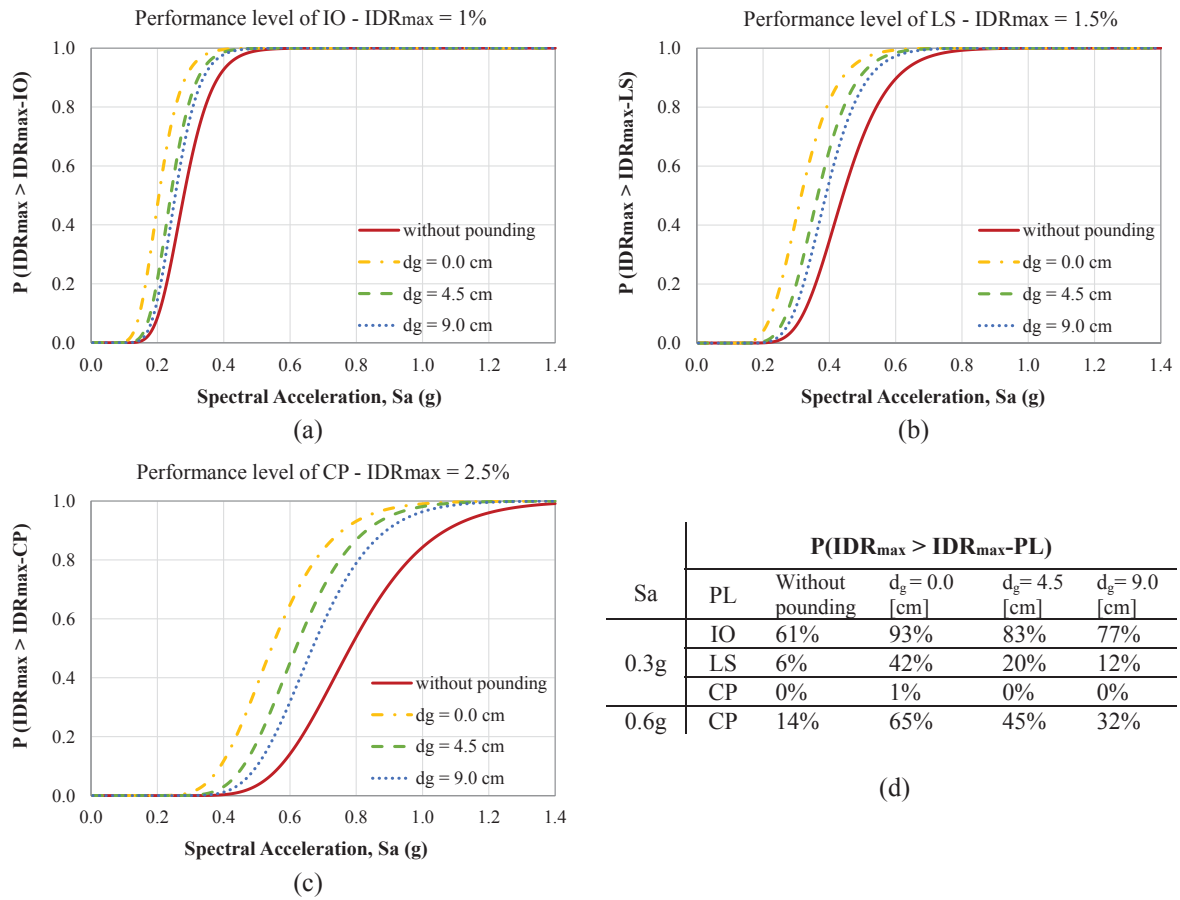 Performance level of IO - IDRmax = 1%
P (IDRmax > IDRmax-IO)
1.0
0.8
0.6
0.4
0.2
0.0
without pounding
dg = 0.0 cm
dg = 4.5 cm
dg = 9.0 cm
0.0 0.2 0.4 0.6 0.8 1.0 1.2 1.4
Spectral Acceleration, Sa (g)
(a)
Performance level of LS - IDRmax = 1.5%
P (IDRmax > IDRmax-LS)
1.0
0.8
0.6
0.4
0.2
0.0
without pounding
dg = 0.0 cm
dg = 4.5 cm
dg = 9.0 cm
0.0 0.2 0.4 0.6 0.8 1.0 1.2 1.4
Spectral Acceleration, Sa (g)
(b)
Performance level of CP - IDRmax = 2.5%
P (IDRmax > IDRmax-CP)
1.0
0.8
0.6
0.4
0.2
0.0
without pounding
dg = 0.0 cm
dg = 4.5 cm
dg = 9.0 cm
0.0 0.2 0.4 0.6 0.8 1.0 1.2 1.4
Spectral Acceleration, Sa (g)
(c)
P(IDRmax > IDRmax-PL)
Sa PL Without pounding dg = 0.0 [cm] dg= 4.5 [cm] dg= 9.0 [cm]
IO 61% 93% 83% 77%
0.3g LS 6% 42% 20% 12%
CP 0% 1% 0% 0%
0.6g CP 14% 65% 45% 32%
(d)